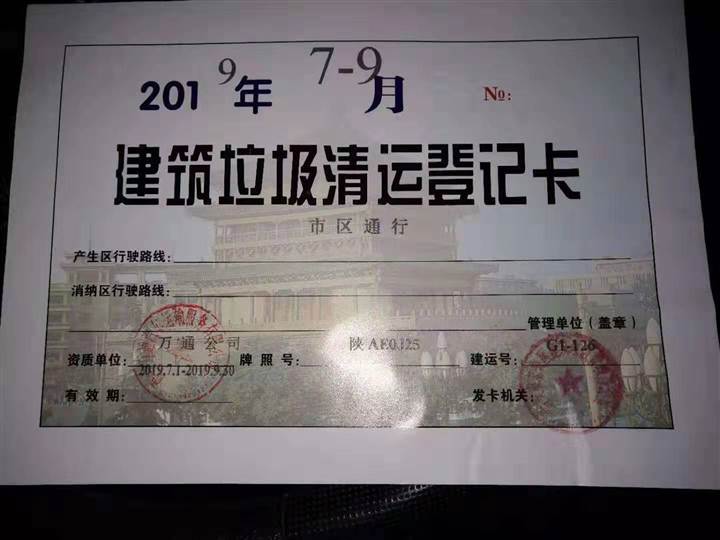 2019年 7-9月 №:
建筑垃圾清运登记卡
市区通行
产生区行驶路线:
消纳区行驶路线:
管理单位(盖章)
万通公司 陕AE0J25 G1-126
资质单位: 牌照号: 建运号:
2019.7.1-2019.9.30
有效期: 发卡机关: